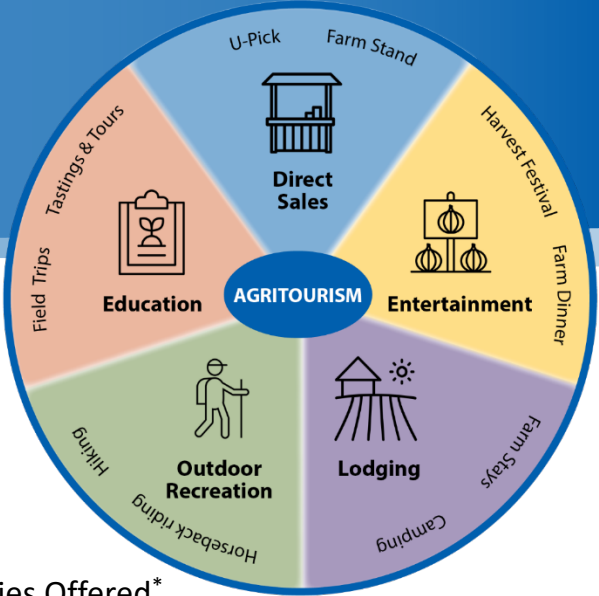 U-Pick
Farm Stand
Direct
Sales
Harvest Festival
Farm Dinner
Entertainment
Farm Stays
Camping
Lodging
Horseback riding
Hiking
Outdoor
Recreation
Field Trips
Tastings & Tours
Education
AGRITOURISM
Offered*